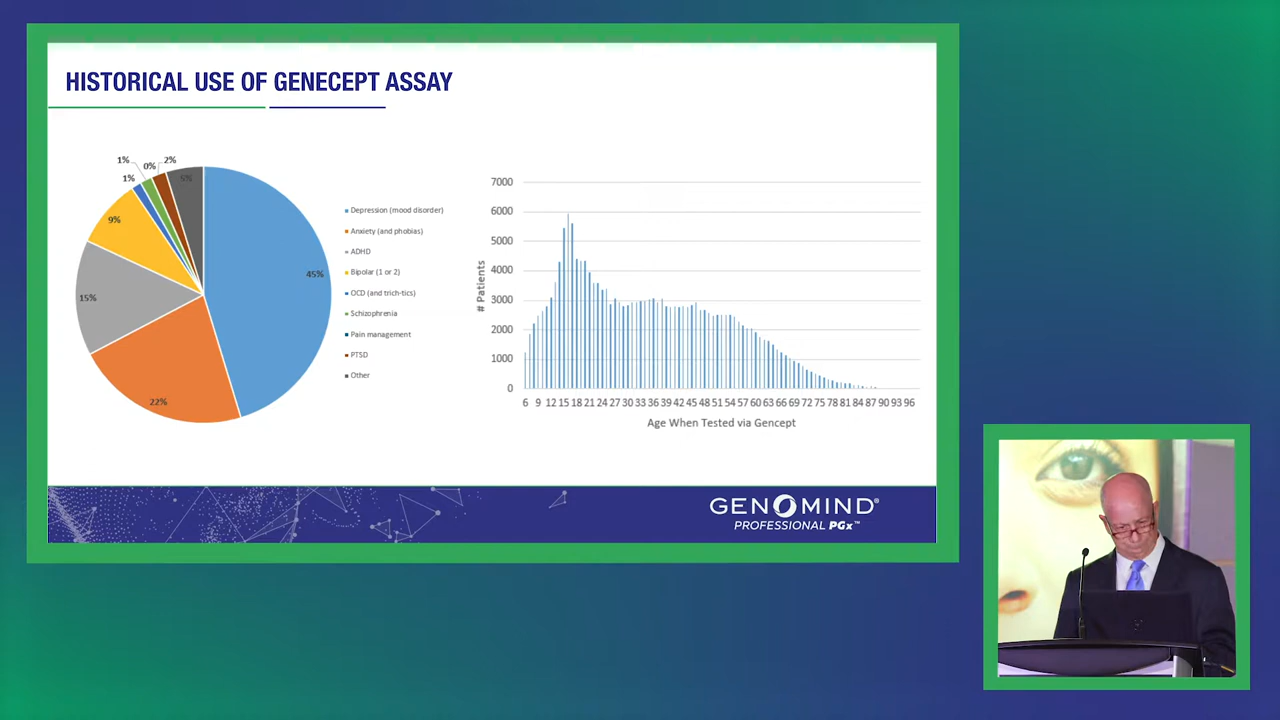 HISTORICAL USE OF GENECEPT ASSAY
1%
0%
2%
1%
5%
9%
15%
22%
45%
Depression (mood disorder)
Anxiety (and phobias)
ADHD
Bipolar (1 or 2)
OCD (and trich-tics)
Schizophrenia
Pain management
PTSD
Other
7000
6000
5000
4000
3000
2000
1000
0
# Patients
6 9 12 15 18 21 24 27 30 33 36 39 42 45 48 51 54 57 60 63 66 69 72 75 78 81 84 87 90 93 96
Age When Tested via Gencept
GENOMIND®
PROFESSIONAL PGx™